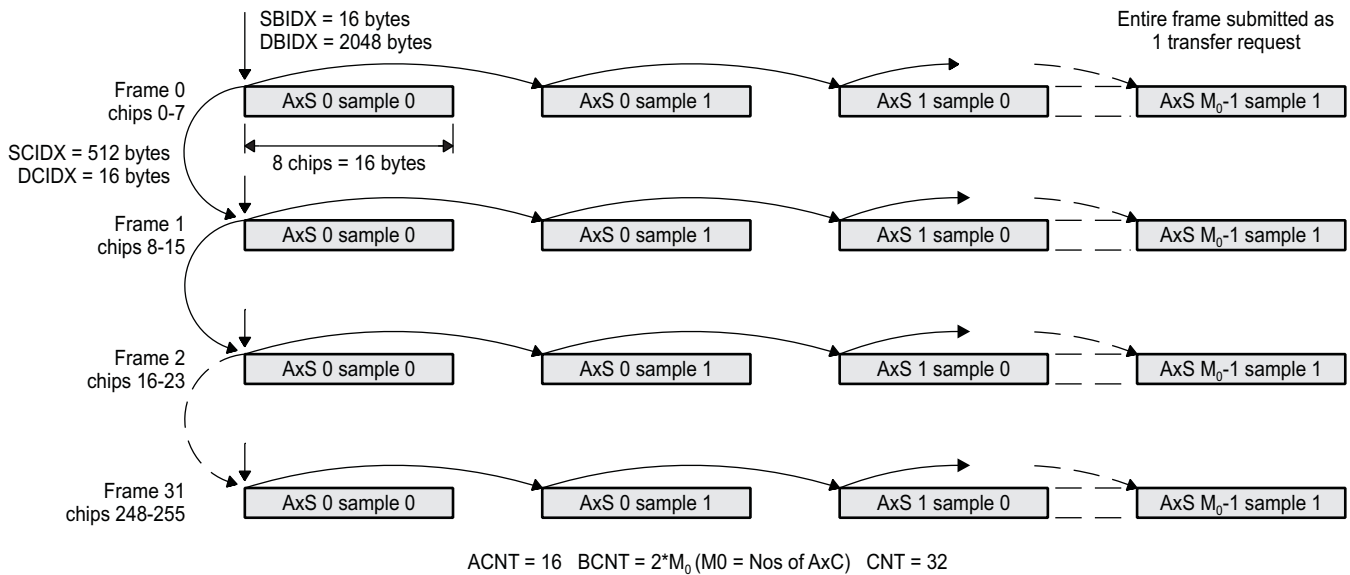 SBIDX = 16 bytes
DBIDX = 2048 bytes
Entire frame submitted as
1 transfer request
Frame 0
chips 0-7
AxS 0 sample 0
AxS 0 sample 1
AxS 1 sample 0
AxS M₀-1 sample 1
SCIDX = 512 bytes
DCIDX = 16 bytes
8 chips = 16 bytes
Frame 1
chips 8-15
AxS 0 sample 0
AxS 0 sample 1
AxS 1 sample 0
AxS M₀-1 sample 1
Frame 2
chips 16-23
AxS 0 sample 0
AxS 0 sample 1
AxS 1 sample 0
AxS M₀-1 sample 1
Frame 31
chips 248-255
AxS 0 sample 0
AxS 0 sample 1
AxS 1 sample 0
AxS M₀-1 sample 1
ACNT = 16 BCNT = 2*M₀ (M0 = Nos of AxC) CNT = 32